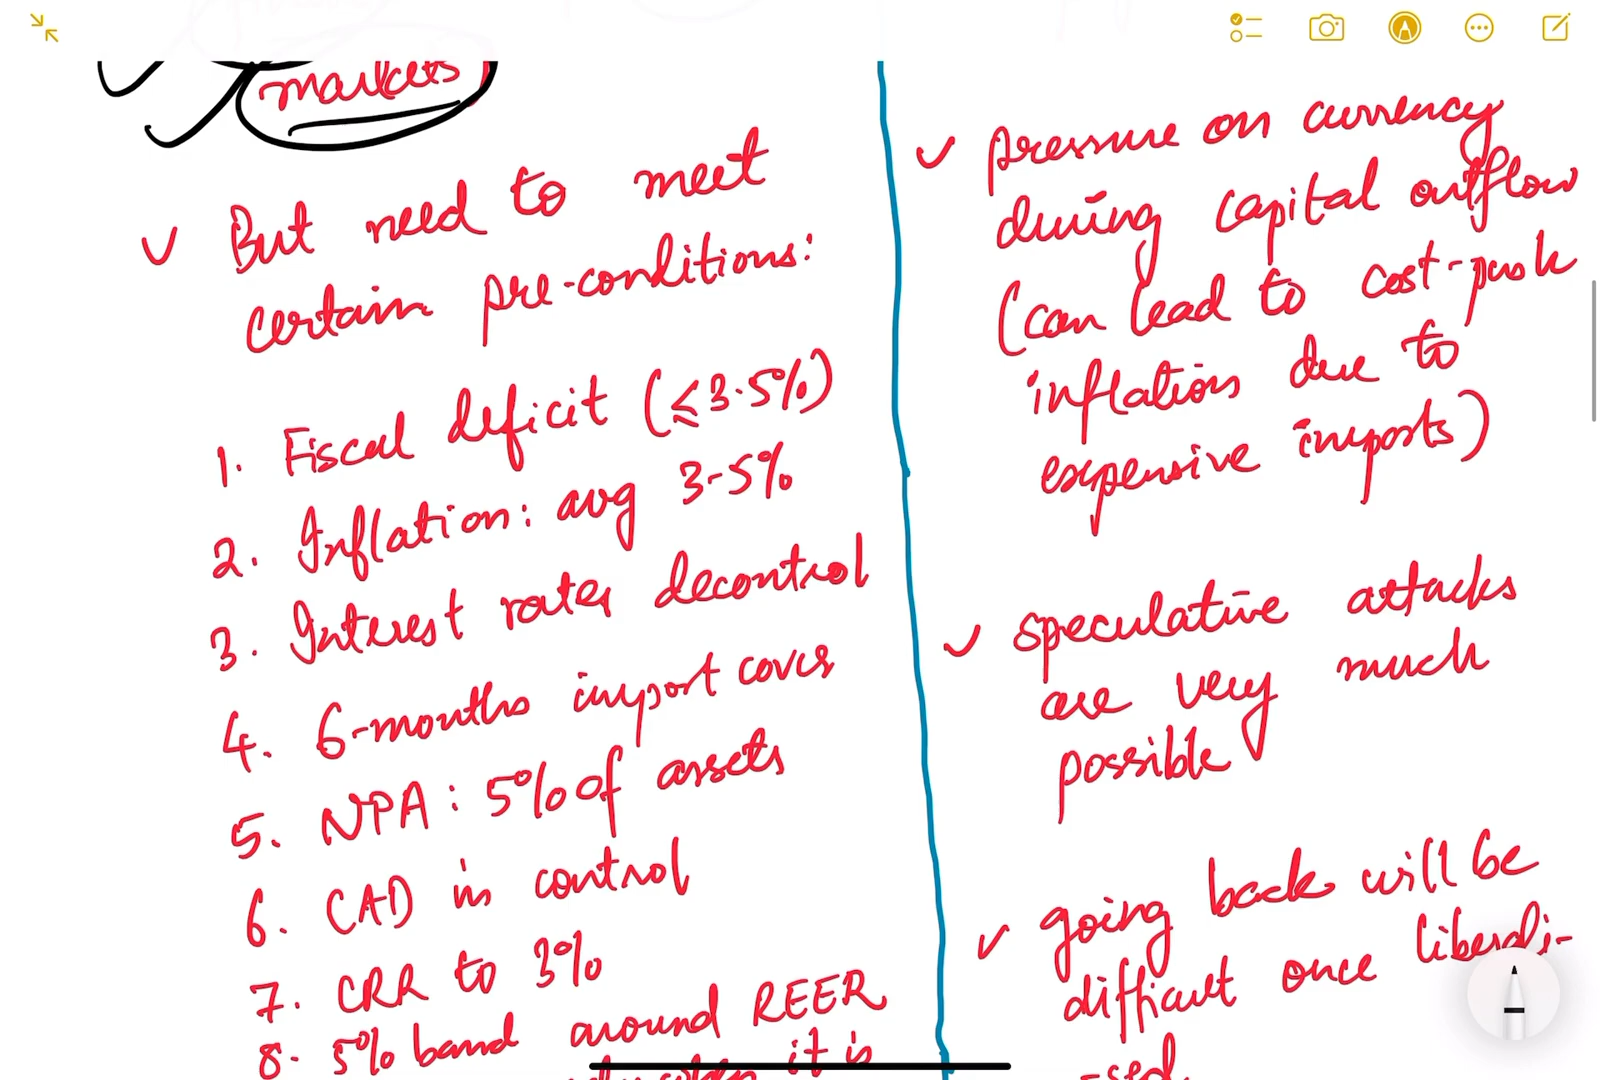 markets
✓ But need to meet
certain pre-conditions:
1. Fiscal deficit (≤3.5%)
2. Inflation: avg 3-5%
3. Interest rates decontrol
4. 6-months import cover
5. NPA: 5% of assets
6. CAD in control
7. CRR to 3%
8. 5% band around REER
it is
✓ pressure on currency
during capital outflow
(can lead to cost-push
inflation due to
expensive imports)
✓ speculative attacks
are very much
possible
✓ going back will be
difficult once liberali-
-sed